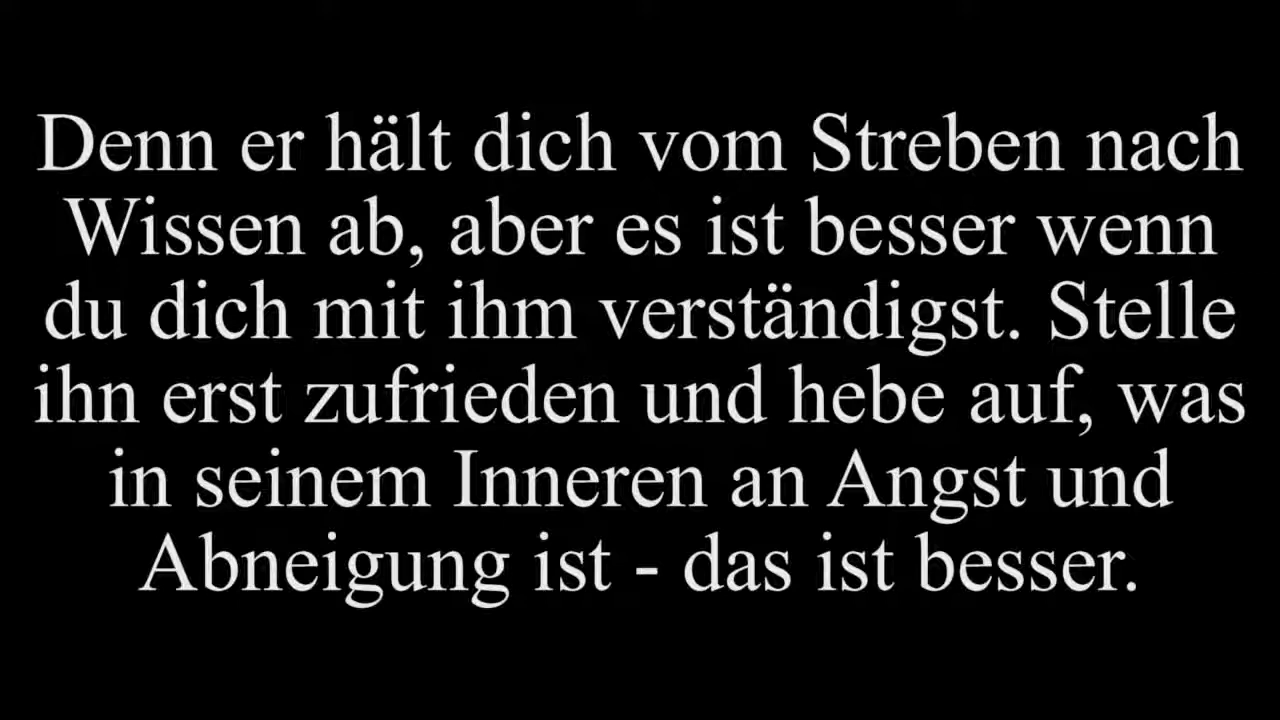 Denn er hält dich vom Streben nach
Wissen ab, aber es ist besser wenn
du dich mit ihm verständigst. Stelle
ihn erst zufrieden und hebe auf, was
in seinem Inneren an Angst und
Abneigung ist - das ist besser.